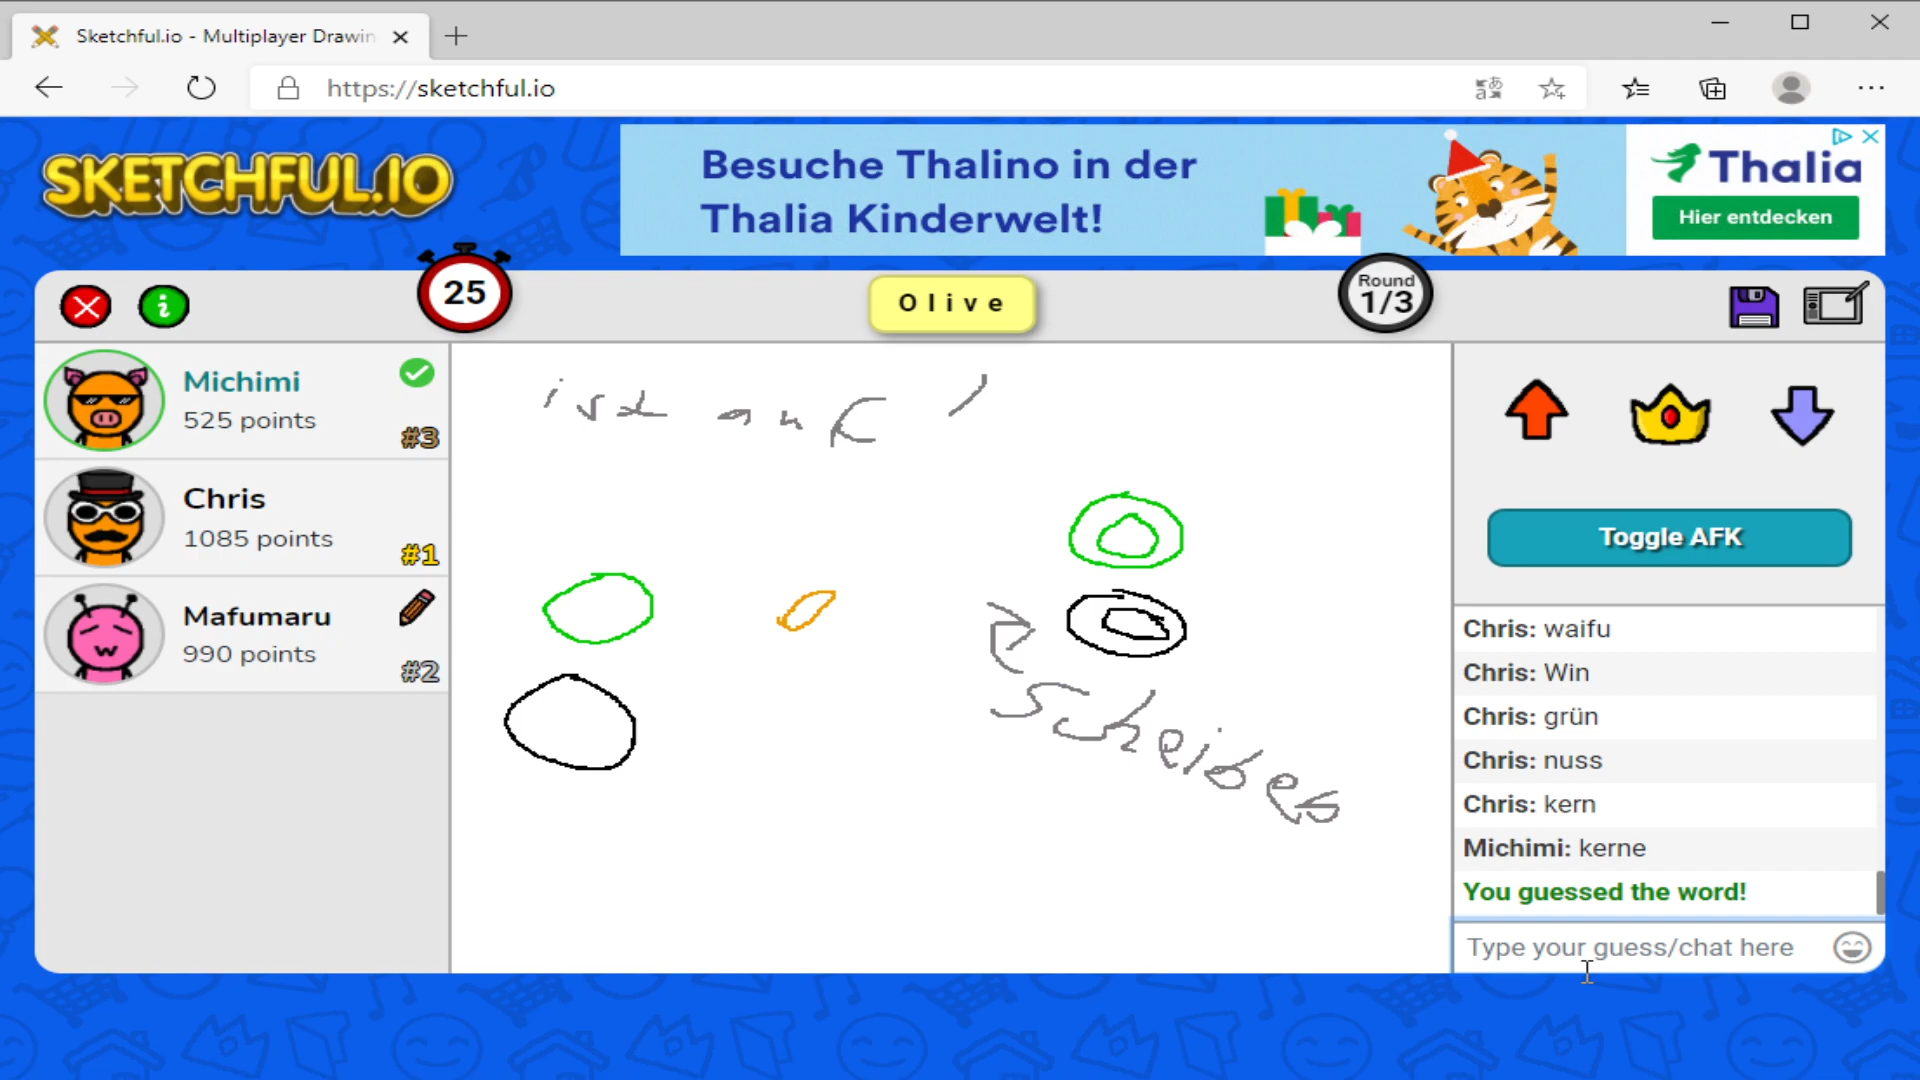 Sketchful.io - Multiplayer Drawin
https://sketchful.io
SKETCHFUL.IO
Besuche Thalino in der
Thalia Kinderwelt!
Thalia
Hier entdecken
25
Olive
Round
1/3
Michimi
525 points
#3
Chris
1085 points
#1
Mafumaru
990 points
#2
ist auf
Scheiben
Toggle AFK
Chris: waifu
Chris: Win
Chris: grün
Chris: nuss
Chris: kern
Michimi: kerne
You guessed the word!
Type your guess/chat here